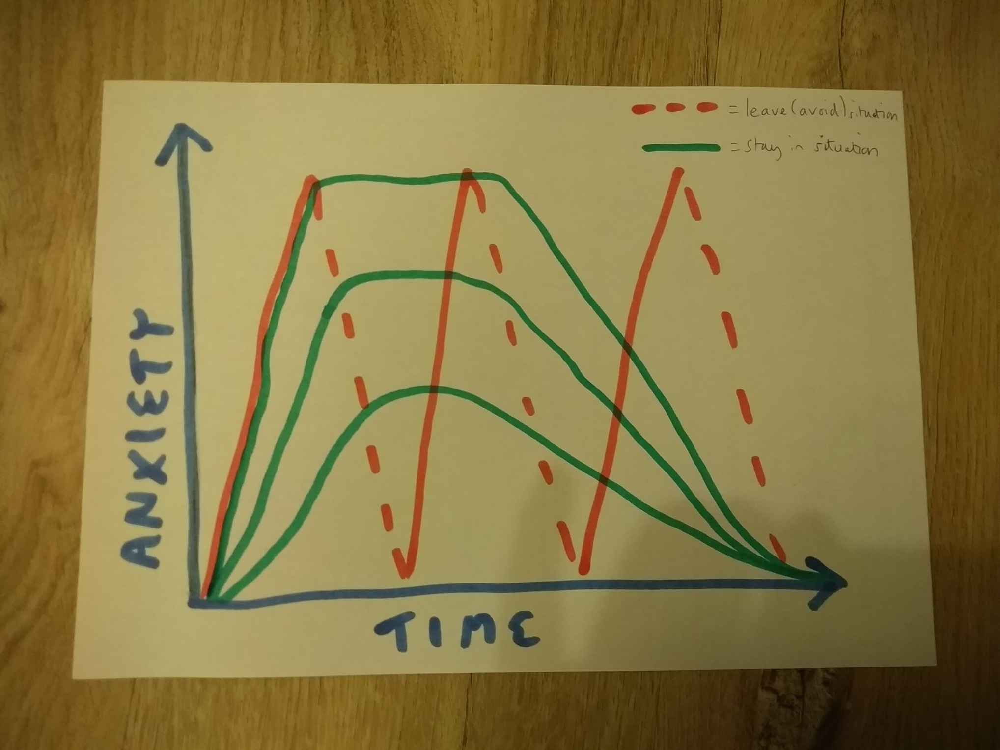 = leave (avoid) situation
= stay in situation
ANXIETY
TIME